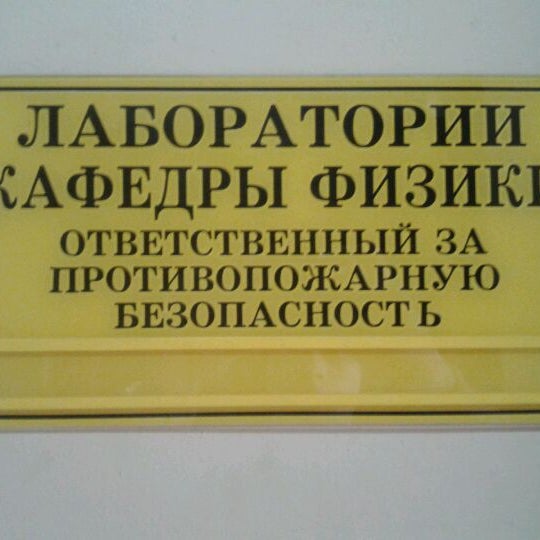 ЛАБОРАТОРИИ
КАФЕДРЫ ФИЗИКИ
ОТВЕТСТВЕННЫЙ ЗА
ПРОТИВОПОЖАРНУЮ
БЕЗОПАСНОСТЬ